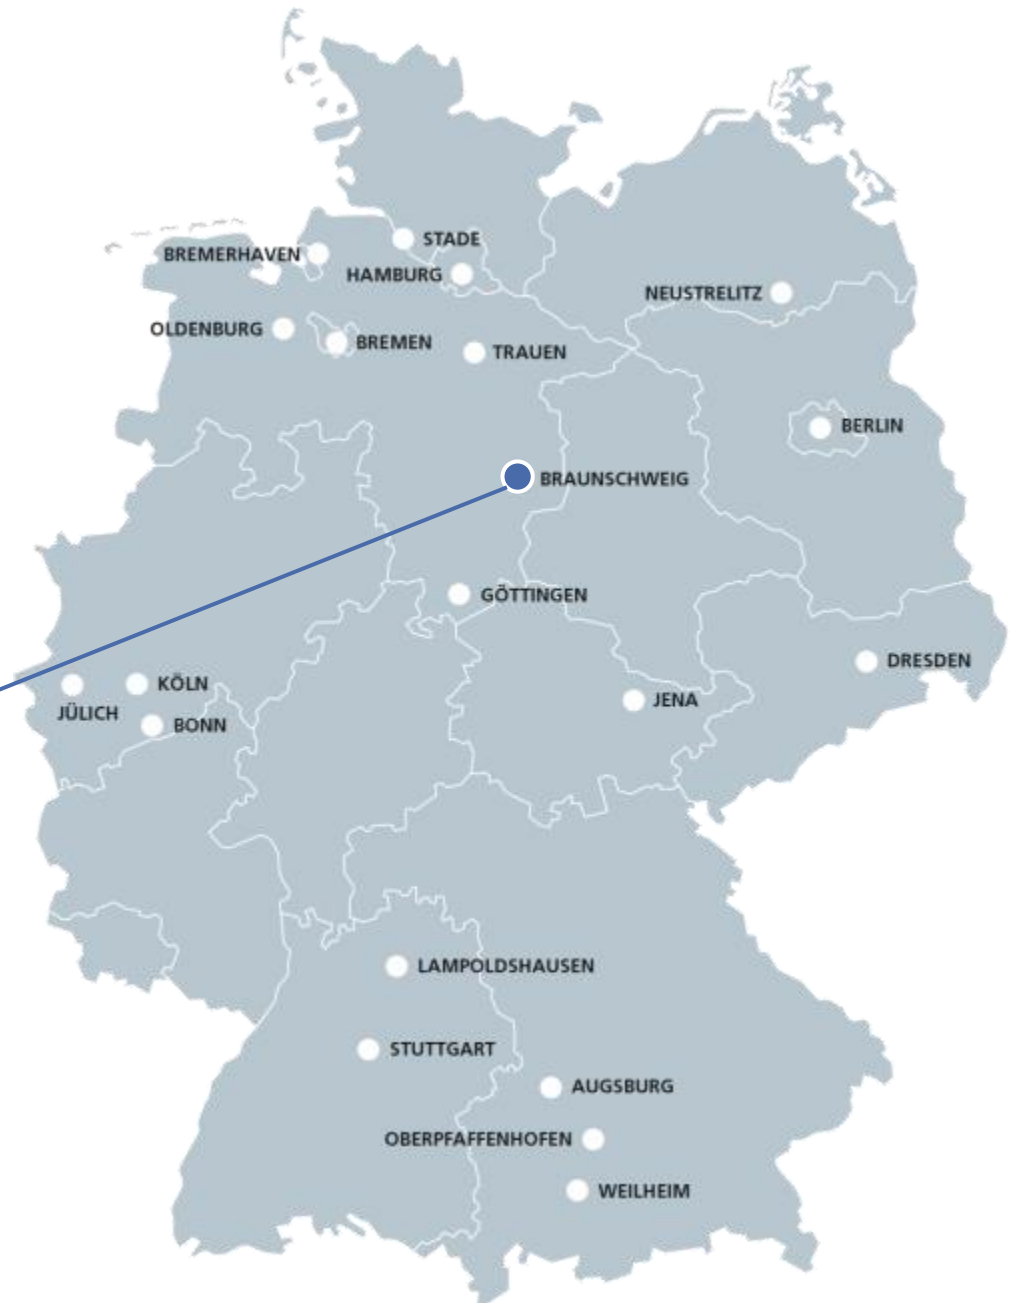 STADE
BREMERHAVEN
HAMBURG
NEUSTRELITZ
OLDENBURG
BREMEN
TRAUEN
BERLIN
BRAUNSCHWEIG
GÖTTINGEN
DRESDEN
KÖLN
JENA
JÜLICH
BONN
LAMPOLDSHAUSEN
STUTTGART
AUGSBURG
OBERPFAFFENHOFEN
WEILHEIM